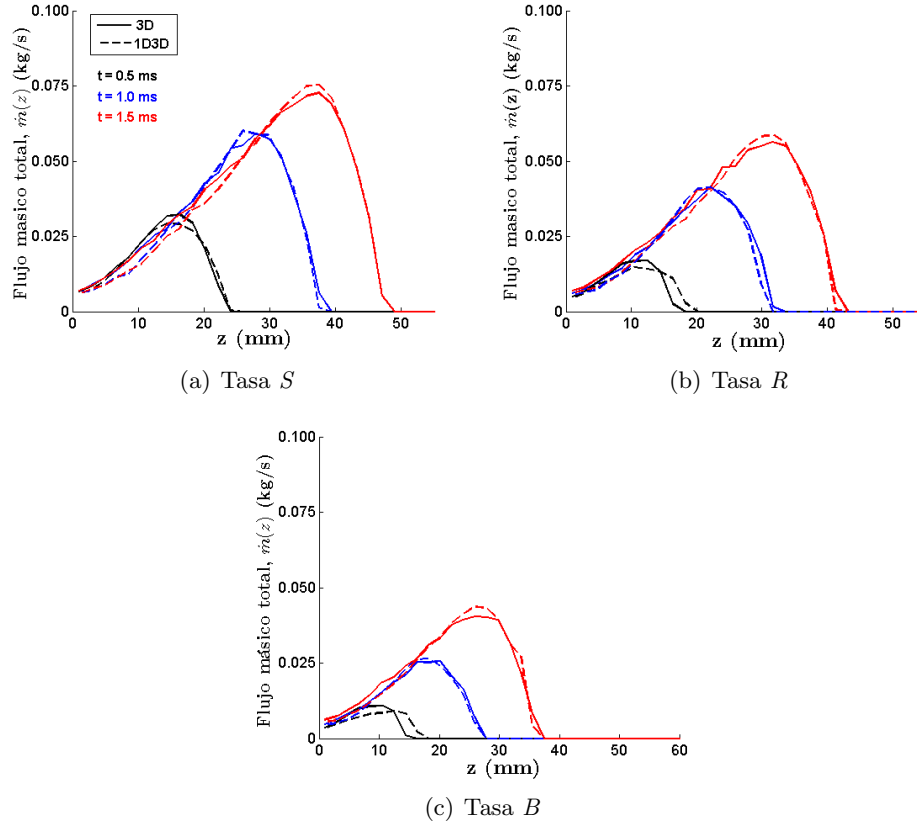 Flujo masico total, ṁ(z) (kg/s)
0.100
0.075
0.050
0.025
0
3D
1D3D
t = 0.5 ms
t = 1.0 ms
t = 1.5 ms
0 10 20 30 40 50
z (mm)
(a) Tasa S
Flujo masico total, ṁ(z) (kg/s)
0.100
0.075
0.050
0.025
0
0 10 20 30 40 50
z (mm)
(b) Tasa R
Flujo másico total, ṁ(z) (kg/s)
0.100
0.075
0.050
0.025
0
0 10 20 30 40 50 60
z (mm)
(c) Tasa B